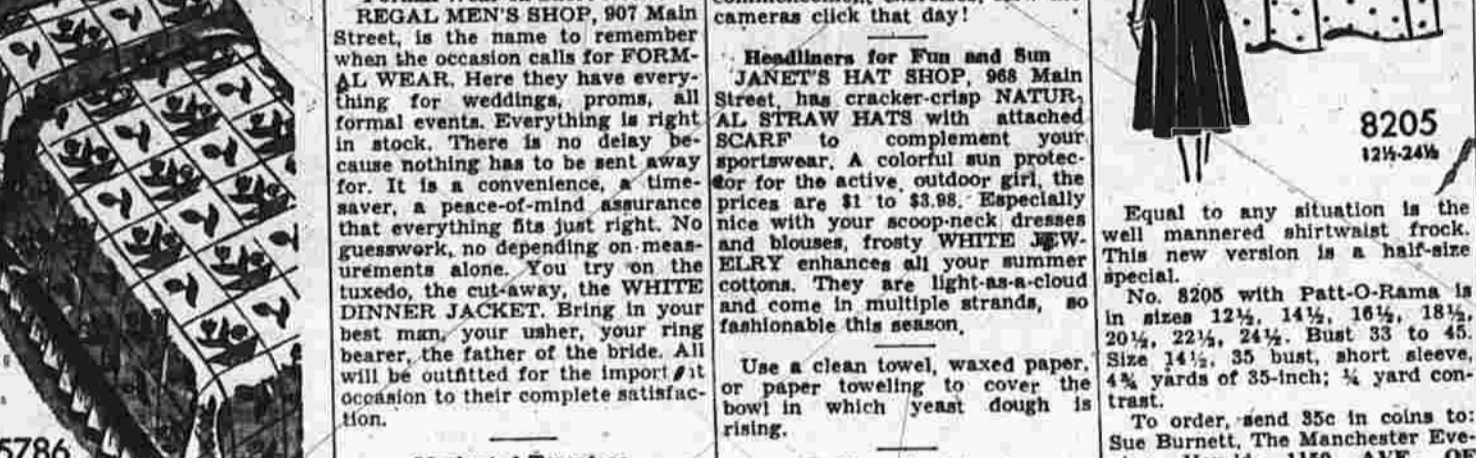 5786
REGAL MEN'S SHOP, 907 Main
Street, is the name to remember
when the occasion calls for FORM-
AL WEAR. Here they have every-
thing for weddings, proms, all
formal events. Everything is right
in stock. There is no delay be-
cause nothing has to be sent away
for. It is a convenience, a time-
saver, a peace-of-mind assurance
that everything fits just right. No
guesswork, no depending on meas-
urements alone. You try on the
tuxedo, the cut-away, the WHITE
DINNER JACKET. Bring in your
best man, your usher, your ring
bearer, the father of the bride. All
will be outfitted for the
occasion to their complete satisfac-
tion.
cameras click that day!
Headliners for Fun and Sun
JANET'S HAT SHOP, 968 Main
Street, has cracker-crisp NATUR-
AL STRAW HATS with attached
SCARF to complement your
sportswear. A colorful sun protec-
tor for the active, outdoor girl, the
prices are $1 to $3.98. Especially
nice with your scoop-neck dresses
and blouses, frosty WHITE JEW-
ELRY enhances all your summer
cottons. They are light-as-a-cloud
and come in multiple strands, so
fashionable this season.
Use a clean towel, waxed paper,
or paper toweling to cover the
bowl in which yeast dough is
rising.
8205
12½-24½
Equal to any situation is the
well mannered shirtwaist frock.
This new version is a half-size
special.
No. 8205 with Patt-O-Rama is
in sizes 12½, 14½, 16½, 18½,
20½, 22½, 24½. Bust 33 to 45.
Size 14½, 35 bust, short sleeve,
4¾ yards of 35-inch; ¾ yard con-
trast.
To order, send 35c in coins to:
Sue Burnett, The Manchester Eve-